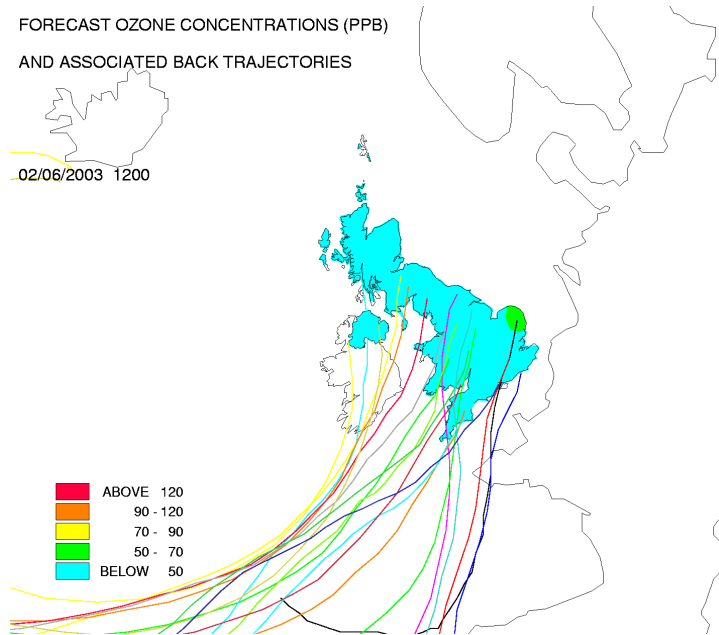 FORECAST OZONE CONCENTRATIONS (PPB)
AND ASSOCIATED BACK TRAJECTORIES
02/06/2003 1200
ABOVE 120
90 - 120
70 - 90
50 - 70
BELOW 50